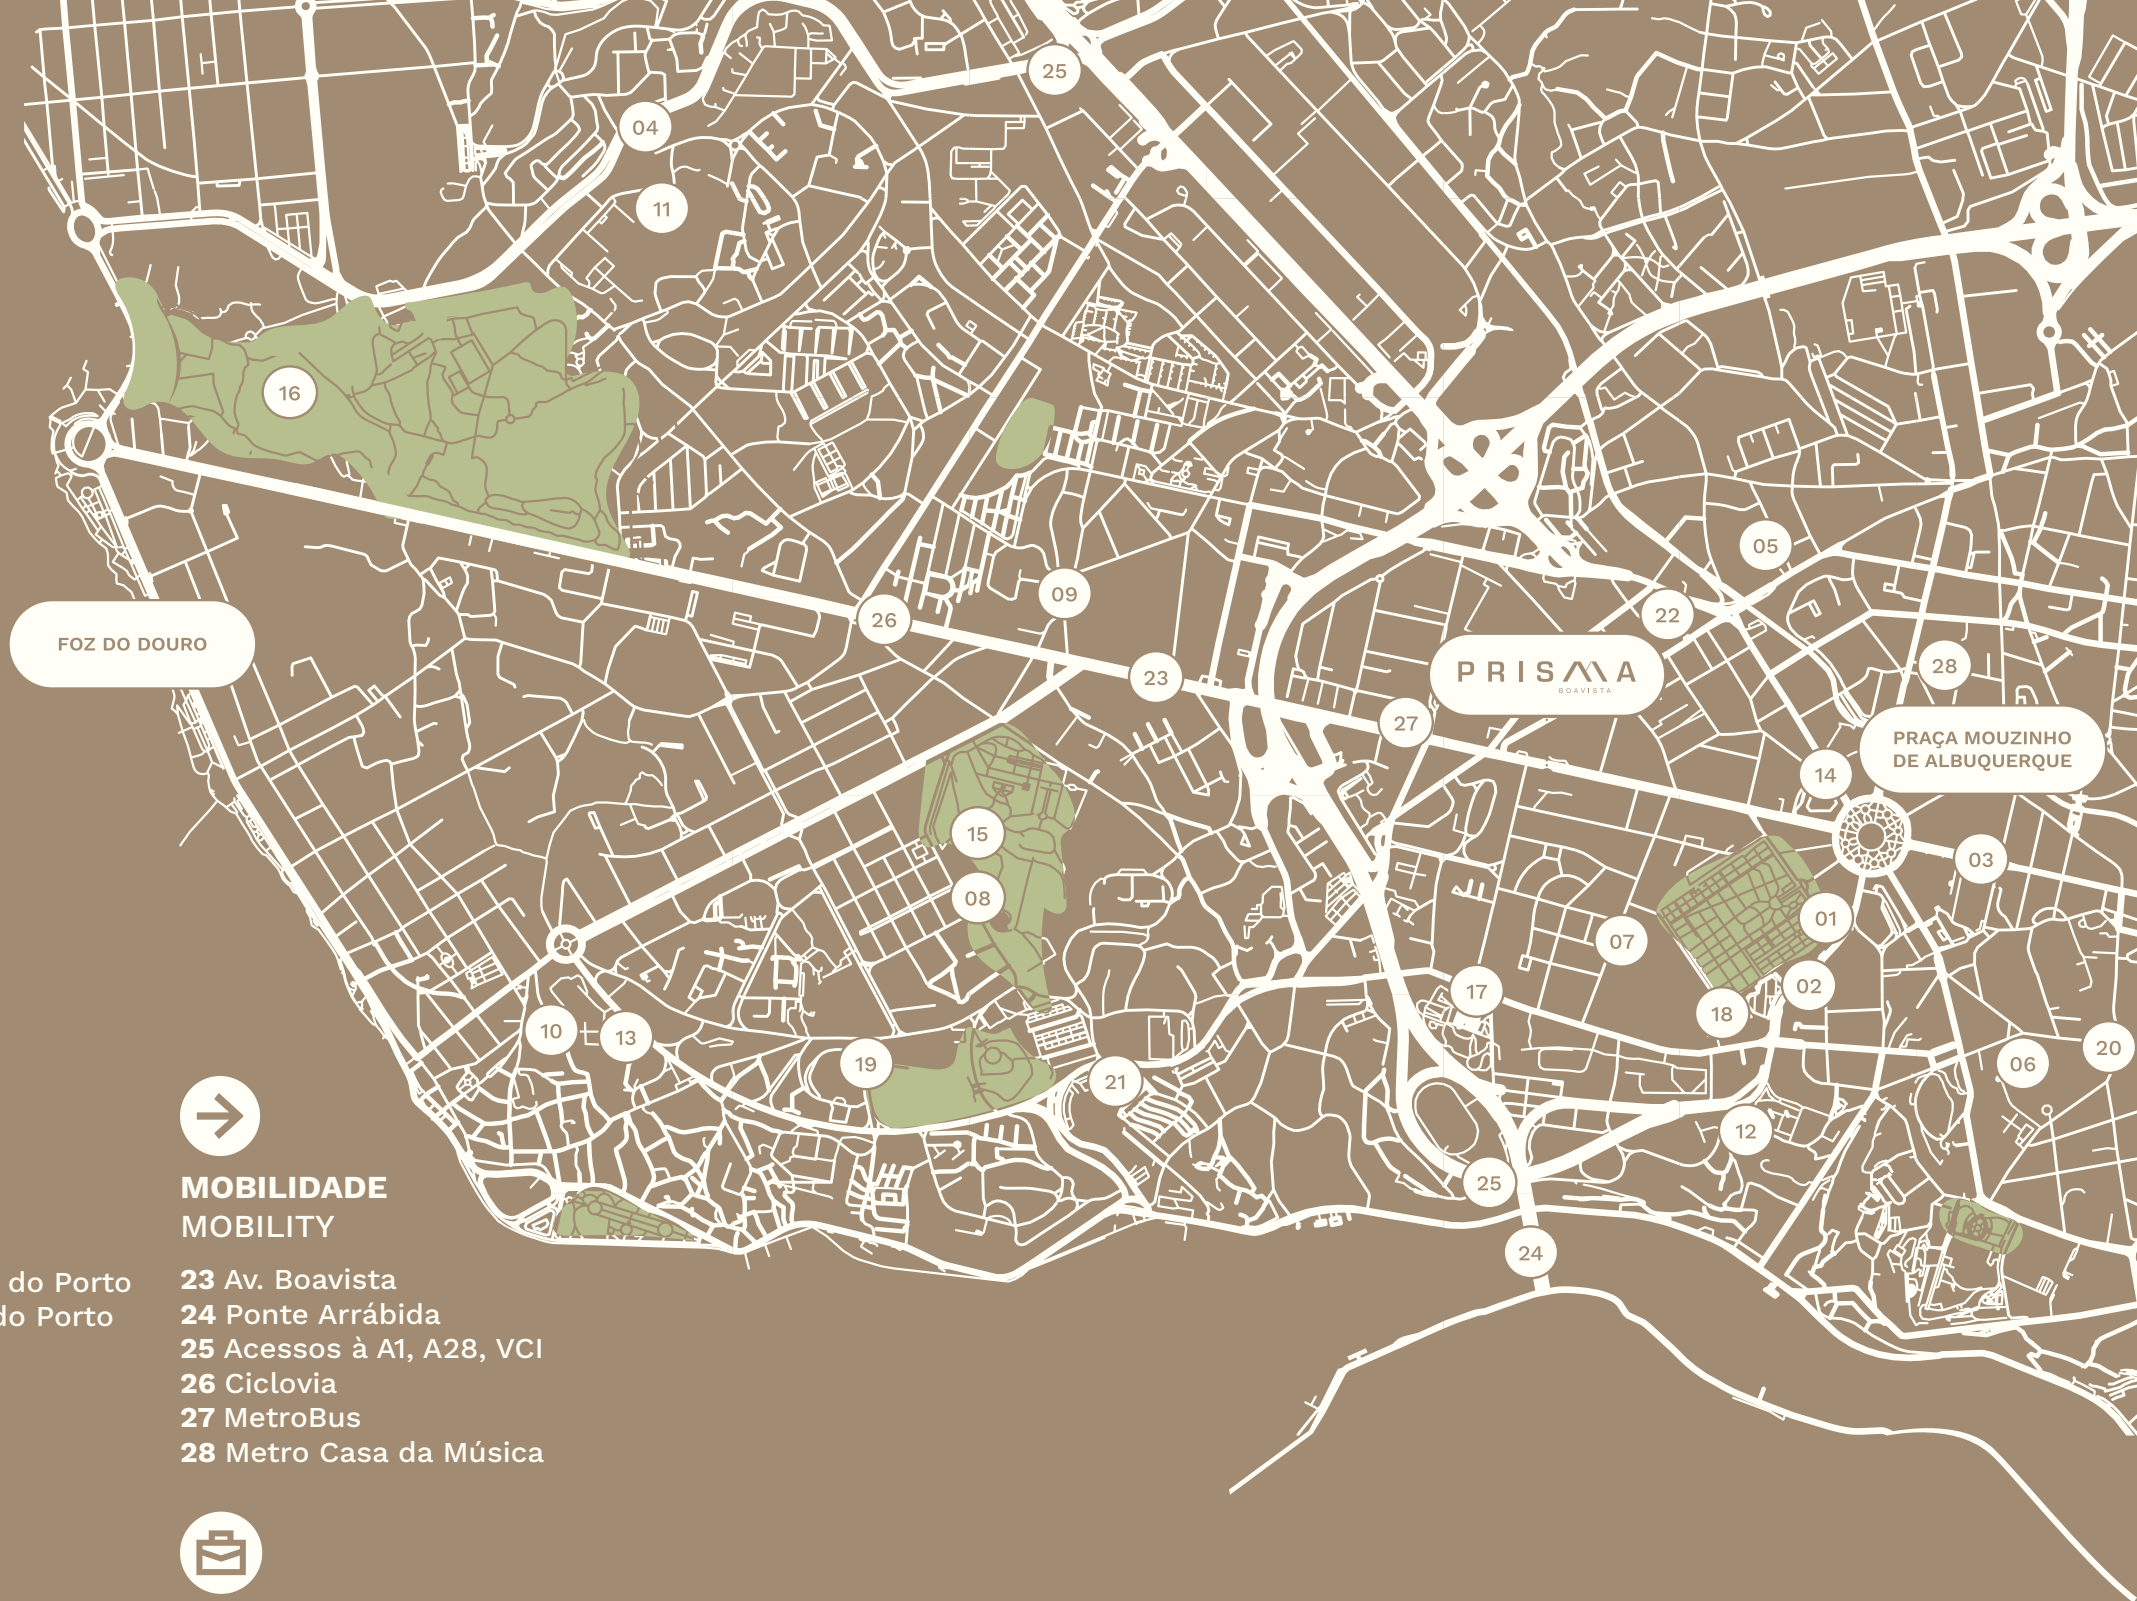 25
04
11
16
05
09
26
22
FOZ DO DOURO
PRISMA
BOAVISTA
28
23
27
PRAÇA MOUZINHO
DE ALBUQUERQUE
14
15
03
08
01
07
02
17
18
10
13
19
21
06
20
12
25
24
MOBILIDADE
MOBILITY
do Porto
do Porto
23 Av. Boavista
24 Ponte Arrábida
25 Acessos à A1, A28, VCI
26 Ciclovia
27 MetroBus
28 Metro Casa da Música